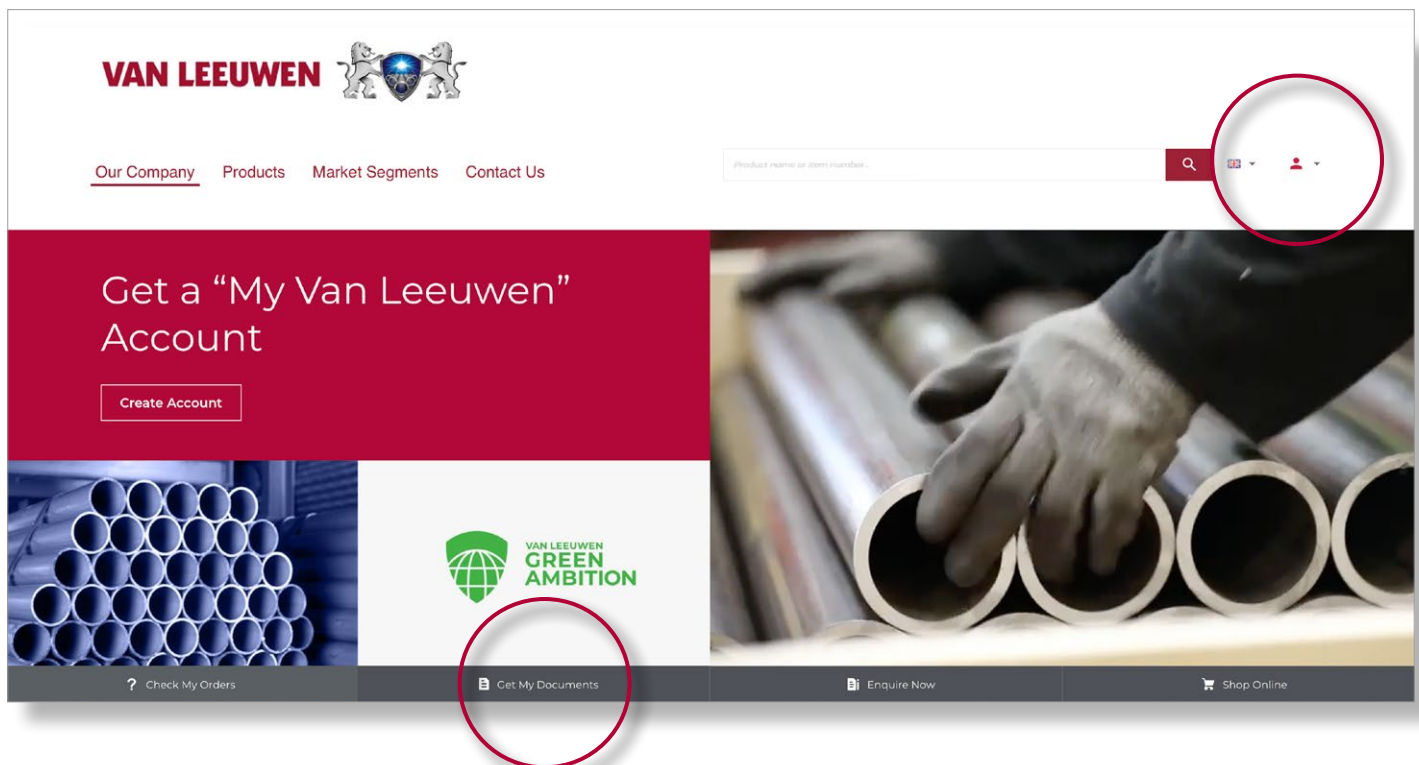 VAN LEEUWEN
Our Company Products Market Segments Contact Us
Product name or item number...
Get a “My Van Leeuwen”
Account
Create Account
VAN LEEUWEN
GREEN
AMBITION
? Check My Orders
Get My Documents
Enquire Now
Shop Online